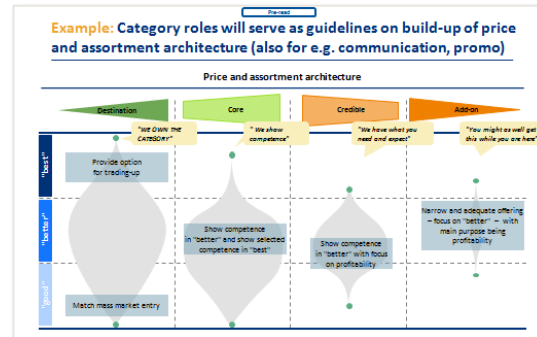 Pre-read
Example: Category roles will serve as guidelines on build-up of price
and assortment architecture (also for e.g. communication, promo)
Price and assortment architecture
Destination
Core
Credible
Add-on
"WE OWN THE
CATEGORY"
" We show
competence"
"We have what you
need and expect"
"You might as well get
this while you are here"
"best"
Provide option
for trading-up
"better"
Show competence
in "better" and show selected
competence in "best"
Show competence
in "better" with focus
on profitability
Narrow and adequate offering
– focus on "better" – with
main purpose being
profitability
"good"
Match mass market entry